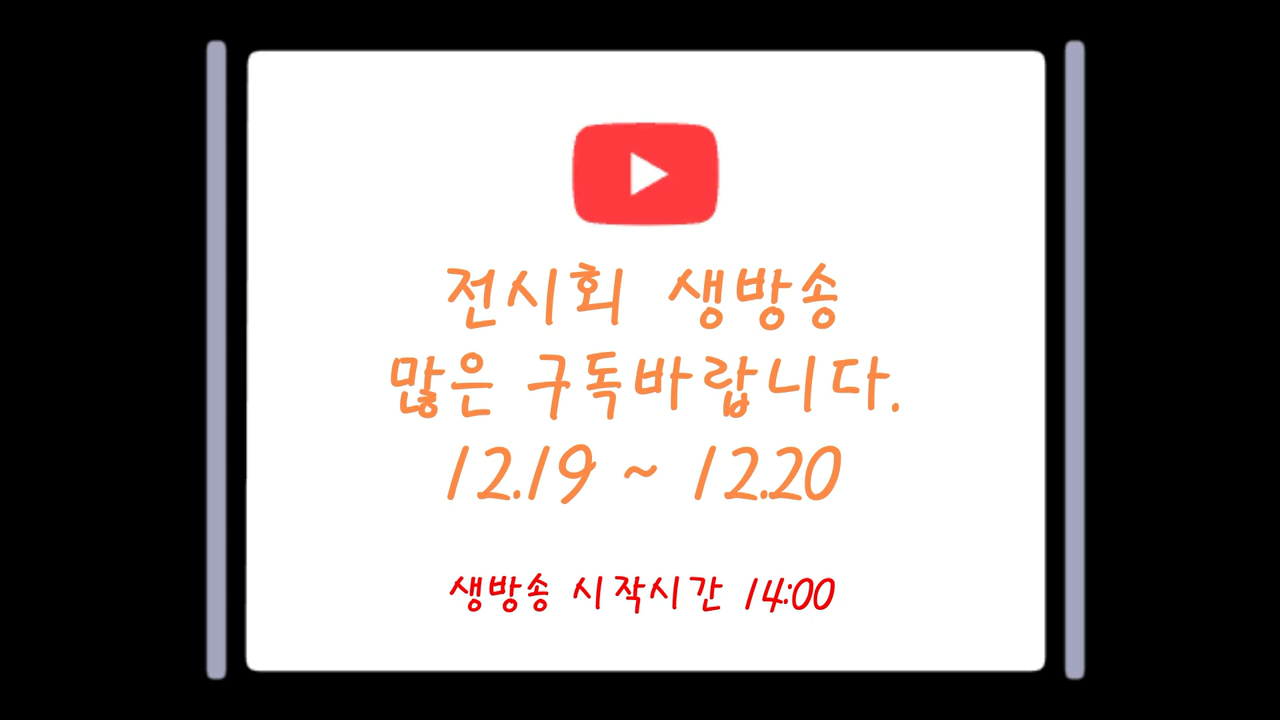 전시회 생방송
많은 구독바랍니다.
12.19 ~ 12.20
생방송 시작시간 14:00